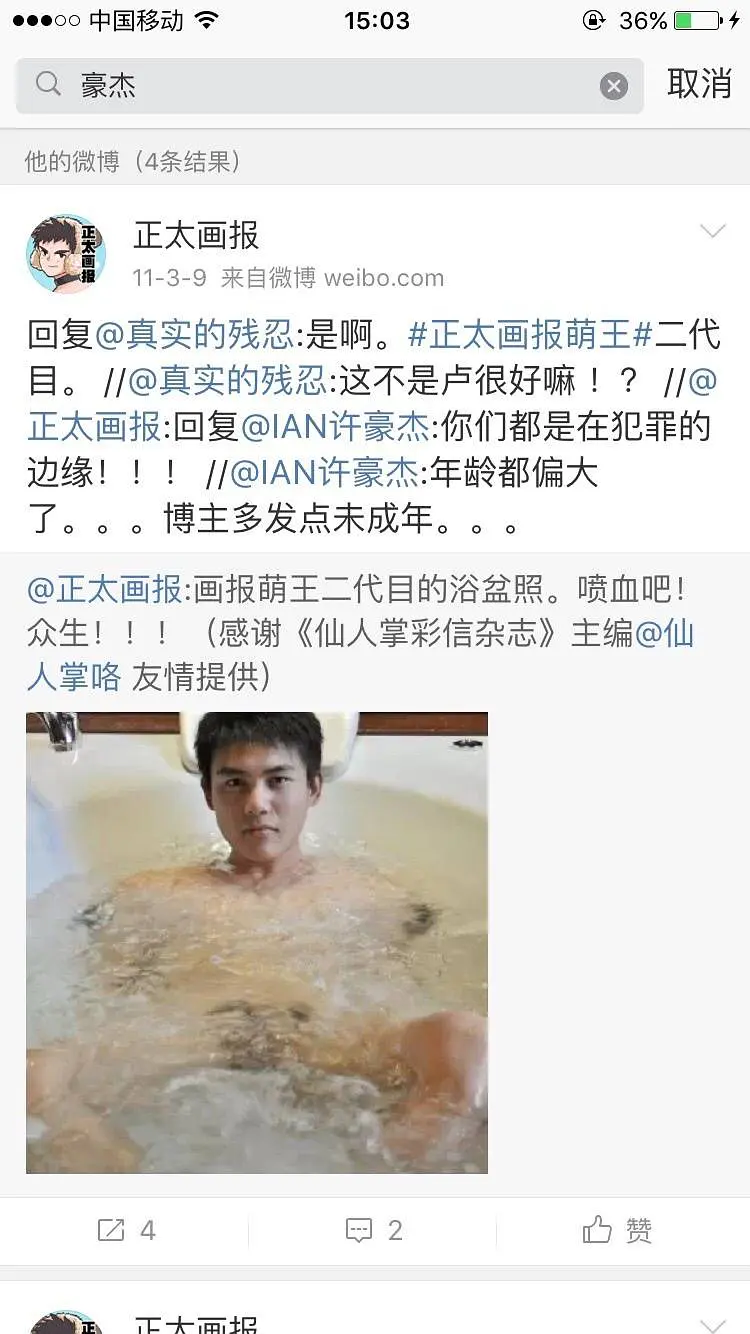 中国移动 15:03 36%
豪杰 取消
他的微博（4条结果）
正太画报
正太画报
11-3-9 来自微博 weibo.com
回复@真实的残忍:是啊。#正太画报萌王#二代
目。 //@真实的残忍:这不是卢很好嘛！？ //@
正太画报:回复@IAN许豪杰:你们都是在犯罪的
边缘！！！ //@IAN许豪杰:年龄都偏大
了。。。博主多发点未成年。。。
@正太画报:画报萌王二代目的浴盆照。喷血吧！
众生！！！（感谢《仙人掌彩信杂志》主编@仙
人掌咯 友情提供）
4 2 赞
正太画报